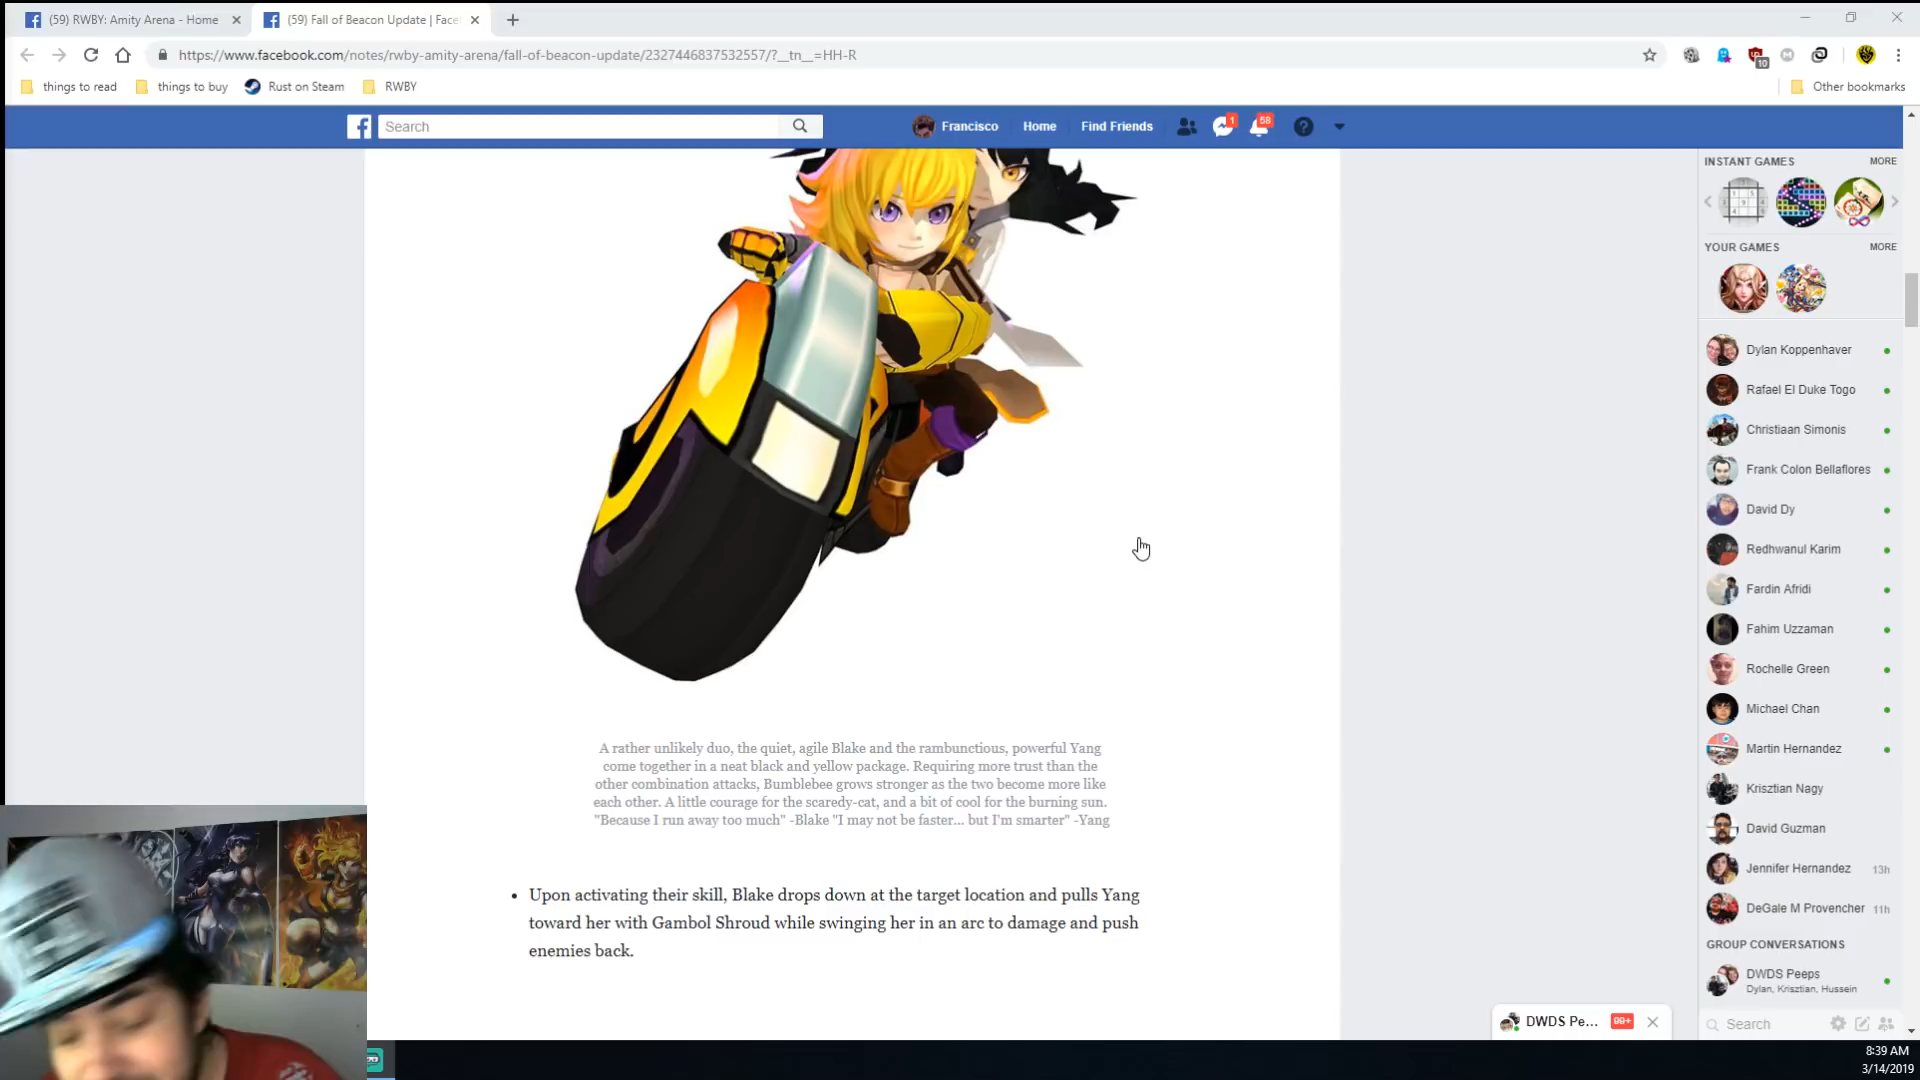 (59) RWBY: Amity Arena - Home
(59) Fall of Beacon Update | Face
https://www.facebook.com/notes/rwby-amity-arena/fall-of-beacon-update/2327446837532557/?__tn__=HH-R
10
things to read
things to buy
Rust on Steam
RWBY
Other bookmarks
Search
Francisco
Home
Find Friends
1
58
INSTANT GAMES
MORE
YOUR GAMES
MORE
Dylan Koppenhaver
Rafael El Duke Togo
Christiaan Simonis
Frank Colon Bellaflores
David Dy
Redhwanul Karim
Fardin Afridi
Fahim Uzzaman
Rochelle Green
Michael Chan
Martin Hernandez
Krisztian Nagy
David Guzman
Jennifer Hernandez 13h
DeGale M Provencher 11h
GROUP CONVERSATIONS
DWDS Peeps
Dylan, Krisztian, Hussein
Search
A rather unlikely duo, the quiet, agile Blake and the rambunctious, powerful Yang
come together in a neat black and yellow package. Requiring more trust than the
other combination attacks, Bumblebee grows stronger as the two become more like
each other. A little courage for the scaredy-cat, and a bit of cool for the burning sun.
"Because I run away too much" -Blake "I may not be faster... but I'm smarter" -Yang
• Upon activating their skill, Blake drops down at the target location and pulls Yang
toward her with Gambol Shroud while swinging her in an arc to damage and push
enemies back.
DWDS Pe... 99+
8:39 AM
3/14/2019